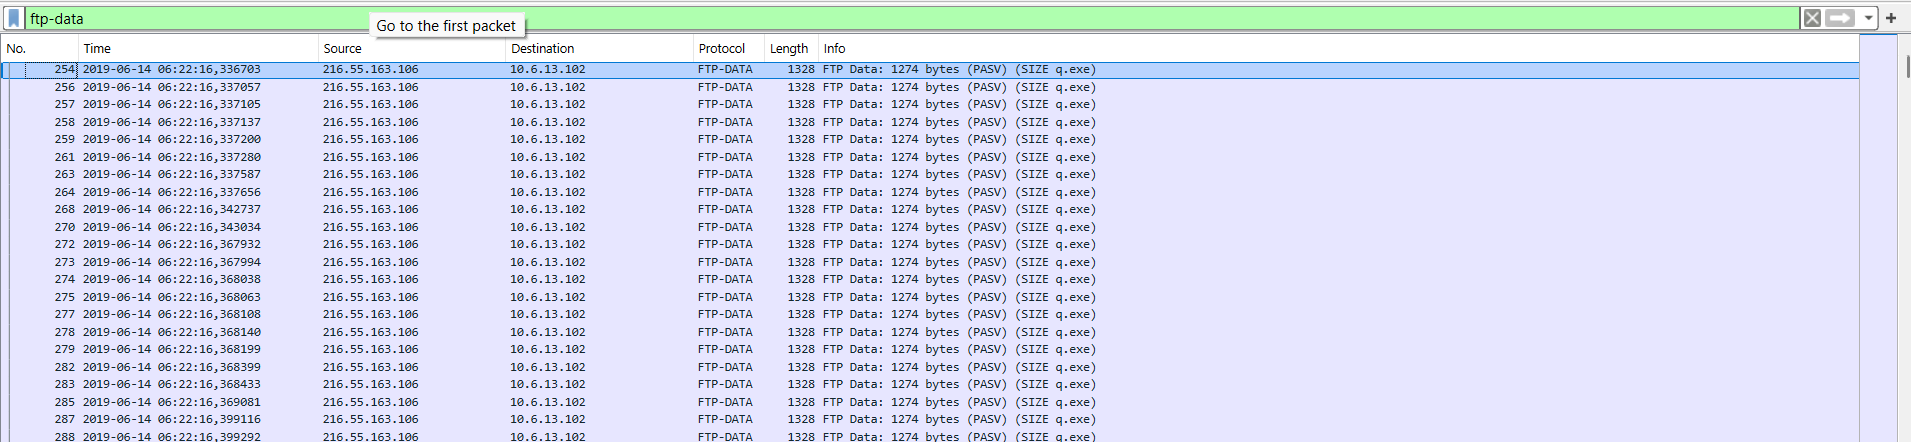 ftp-data
Go to the first packet
No. Time Source Destination Protocol Length Info
254 2019-06-14 06:22:16,336703 216.55.163.106 10.6.13.102 FTP-DATA 1328 FTP Data: 1274 bytes (PASV) (SIZE q.exe)
256 2019-06-14 06:22:16,337057 216.55.163.106 10.6.13.102 FTP-DATA 1328 FTP Data: 1274 bytes (PASV) (SIZE q.exe)
257 2019-06-14 06:22:16,337105 216.55.163.106 10.6.13.102 FTP-DATA 1328 FTP Data: 1274 bytes (PASV) (SIZE q.exe)
258 2019-06-14 06:22:16,337137 216.55.163.106 10.6.13.102 FTP-DATA 1328 FTP Data: 1274 bytes (PASV) (SIZE q.exe)
259 2019-06-14 06:22:16,337200 216.55.163.106 10.6.13.102 FTP-DATA 1328 FTP Data: 1274 bytes (PASV) (SIZE q.exe)
261 2019-06-14 06:22:16,337280 216.55.163.106 10.6.13.102 FTP-DATA 1328 FTP Data: 1274 bytes (PASV) (SIZE q.exe)
263 2019-06-14 06:22:16,337587 216.55.163.106 10.6.13.102 FTP-DATA 1328 FTP Data: 1274 bytes (PASV) (SIZE q.exe)
264 2019-06-14 06:22:16,337656 216.55.163.106 10.6.13.102 FTP-DATA 1328 FTP Data: 1274 bytes (PASV) (SIZE q.exe)
268 2019-06-14 06:22:16,342737 216.55.163.106 10.6.13.102 FTP-DATA 1328 FTP Data: 1274 bytes (PASV) (SIZE q.exe)
270 2019-06-14 06:22:16,343034 216.55.163.106 10.6.13.102 FTP-DATA 1328 FTP Data: 1274 bytes (PASV) (SIZE q.exe)
272 2019-06-14 06:22:16,367932 216.55.163.106 10.6.13.102 FTP-DATA 1328 FTP Data: 1274 bytes (PASV) (SIZE q.exe)
273 2019-06-14 06:22:16,367994 216.55.163.106 10.6.13.102 FTP-DATA 1328 FTP Data: 1274 bytes (PASV) (SIZE q.exe)
274 2019-06-14 06:22:16,368038 216.55.163.106 10.6.13.102 FTP-DATA 1328 FTP Data: 1274 bytes (PASV) (SIZE q.exe)
275 2019-06-14 06:22:16,368063 216.55.163.106 10.6.13.102 FTP-DATA 1328 FTP Data: 1274 bytes (PASV) (SIZE q.exe)
277 2019-06-14 06:22:16,368108 216.55.163.106 10.6.13.102 FTP-DATA 1328 FTP Data: 1274 bytes (PASV) (SIZE q.exe)
278 2019-06-14 06:22:16,368140 216.55.163.106 10.6.13.102 FTP-DATA 1328 FTP Data: 1274 bytes (PASV) (SIZE q.exe)
279 2019-06-14 06:22:16,368199 216.55.163.106 10.6.13.102 FTP-DATA 1328 FTP Data: 1274 bytes (PASV) (SIZE q.exe)
282 2019-06-14 06:22:16,368399 216.55.163.106 10.6.13.102 FTP-DATA 1328 FTP Data: 1274 bytes (PASV) (SIZE q.exe)
283 2019-06-14 06:22:16,368433 216.55.163.106 10.6.13.102 FTP-DATA 1328 FTP Data: 1274 bytes (PASV) (SIZE q.exe)
285 2019-06-14 06:22:16,369081 216.55.163.106 10.6.13.102 FTP-DATA 1328 FTP Data: 1274 bytes (PASV) (SIZE q.exe)
287 2019-06-14 06:22:16,399116 216.55.163.106 10.6.13.102 FTP-DATA 1328 FTP Data: 1274 bytes (PASV) (SIZE q.exe)
288 2019-06-14 06:22:16,399292 216.55.163.106 10.6.13.102 FTP-DATA 1328 FTP Data: 1274 bytes (PASV) (SIZE q.exe)